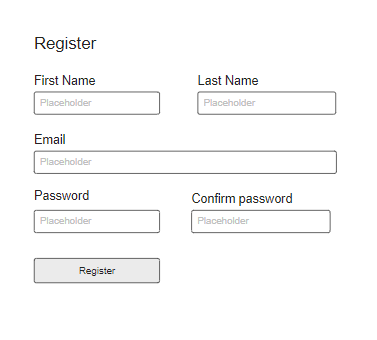 Register
First Name Last Name
Placeholder Placeholder
Email
Placeholder
Password Confirm password
Placeholder Placeholder
Register